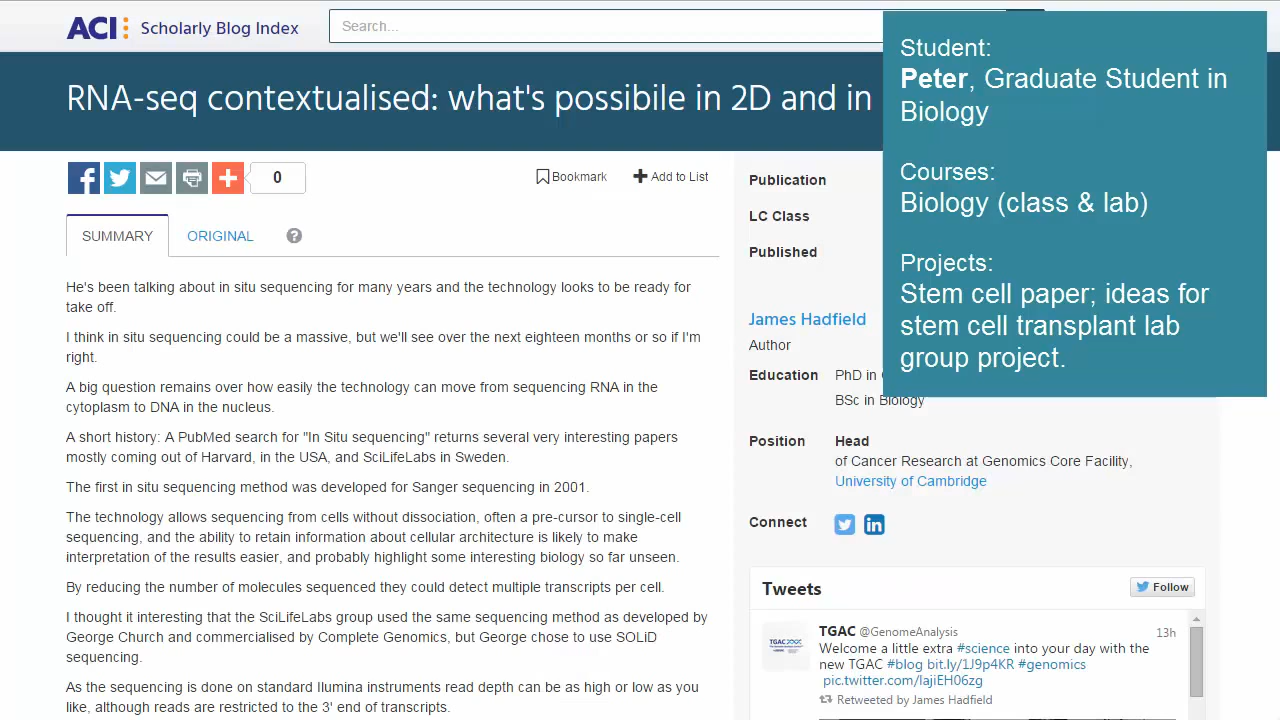 ACI Scholarly Blog Index
Search...
RNA-seq contextualised: what's possibile in 2D and in
0
Bookmark
Add to List
SUMMARY
ORIGINAL
?
He's been talking about in situ sequencing for many years and the technology looks to be ready for
take off.
I think in situ sequencing could be a massive, but we'll see over the next eighteen months or so if I'm
right.
A big question remains over how easily the technology can move from sequencing RNA in the
cytoplasm to DNA in the nucleus.
A short history: A PubMed search for "In Situ sequencing" returns several very interesting papers
mostly coming out of Harvard, in the USA, and SciLifeLabs in Sweden.
The first in situ sequencing method was developed for Sanger sequencing in 2001.
The technology allows sequencing from cells without dissociation, often a pre-cursor to single-cell
sequencing, and the ability to retain information about cellular architecture is likely to make
interpretation of the results easier, and probably highlight some interesting biology so far unseen.
By reducing the number of molecules sequenced they could detect multiple transcripts per cell.
I thought it interesting that the SciLifeLabs group used the same sequencing method as developed by
George Church and commercialised by Complete Genomics, but George chose to use SOLiD
sequencing.
As the sequencing is done on standard Ilumina instruments read depth can be as high or low as you
like, although reads are restricted to the 3' end of transcripts.
Publication
LC Class
Published
James Hadfield
Author
Education PhD in
BSc in Biology
Position Head
of Cancer Research at Genomics Core Facility,
University of Cambridge
Connect
Tweets
Follow
TGAC @GenomeAnalysis 13h
Welcome a little extra #science into your day with the
new TGAC #blog bit.ly/1J9p4KR #genomics
pic.twitter.com/lajiEH06zg
Retweeted by James Hadfield
Student:
Peter, Graduate Student in
Biology
Courses:
Biology (class & lab)
Projects:
Stem cell paper; ideas for
stem cell transplant lab
group project.